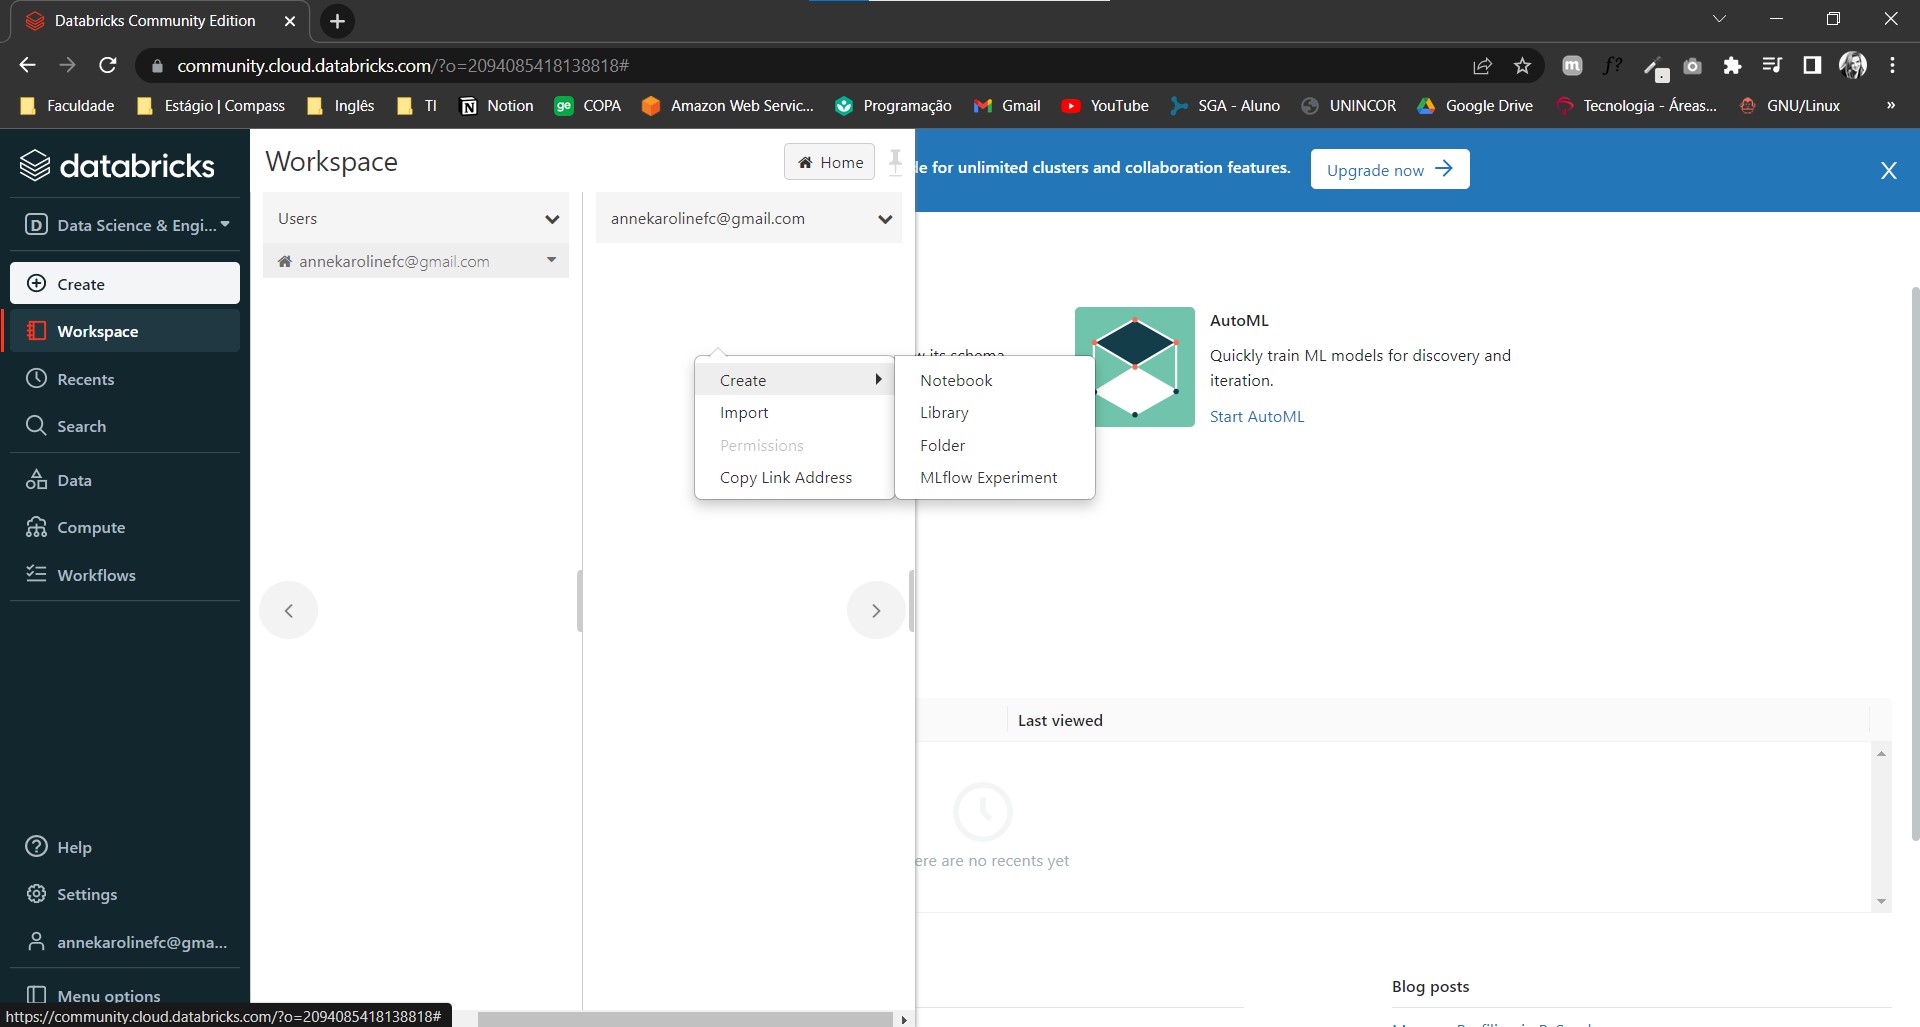 Databricks Community Edition
community.cloud.databricks.com/?o=2094085418138818#
m
f?
Faculdade
Estágio | Compass
Inglês
TI
Notion
ge COPA
Amazon Web Servic...
Programação
Gmail
YouTube
SGA - Aluno
UNINCOR
Google Drive
Tecnologia - Áreas...
GNU/Linux
»
databricks
D Data Science & Engi...
Create
Workspace
Recents
Search
Data
Compute
Workflows
Help
Settings
annekarolinefc@gma...
Menu options
https://community.cloud.databricks.com/?o=2094085418138818#
Workspace
Home
Users
annekarolinefc@gmail.com
annekarolinefc@gmail.com
Create
Import
Permissions
Copy Link Address
Notebook
Library
Folder
MLflow Experiment
for unlimited clusters and collaboration features.
Upgrade now
X
its schema
AutoML
Quickly train ML models for discovery and
iteration.
Start AutoML
Last viewed
ere are no recents yet
Blog posts